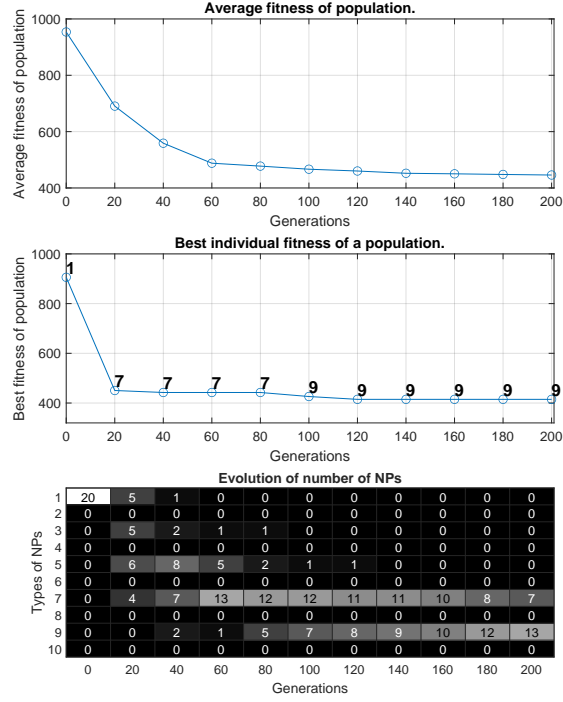 Average fitness of population.
1000
800
600
400
Average fitness of population
0 20 40 60 80 100 120 140 160 180 200
Generations
Best individual fitness of a population.
1000
800
600
400
Best fitness of population
1 7 7 7 7 9 9 9 9 9 9
0 20 40 60 80 100 120 140 160 180 200
Generations
Evolution of number of NPs
Types of NPs
1 20 5 1 0 0 0 0 0 0 0 0
2 0 0 0 0 0 0 0 0 0 0 0
3 0 5 2 1 1 0 0 0 0 0 0
4 0 0 0 0 0 0 0 0 0 0 0
5 0 6 8 5 2 1 1 0 0 0 0
6 0 0 0 0 0 0 0 0 0 0 0
7 0 4 7 13 12 12 11 11 10 8 7
8 0 0 0 0 0 0 0 0 0 0 0
9 0 0 2 1 5 7 8 9 10 12 13
10 0 0 0 0 0 0 0 0 0 0 0
0 20 40 60 80 100 120 140 160 180 200
Generations